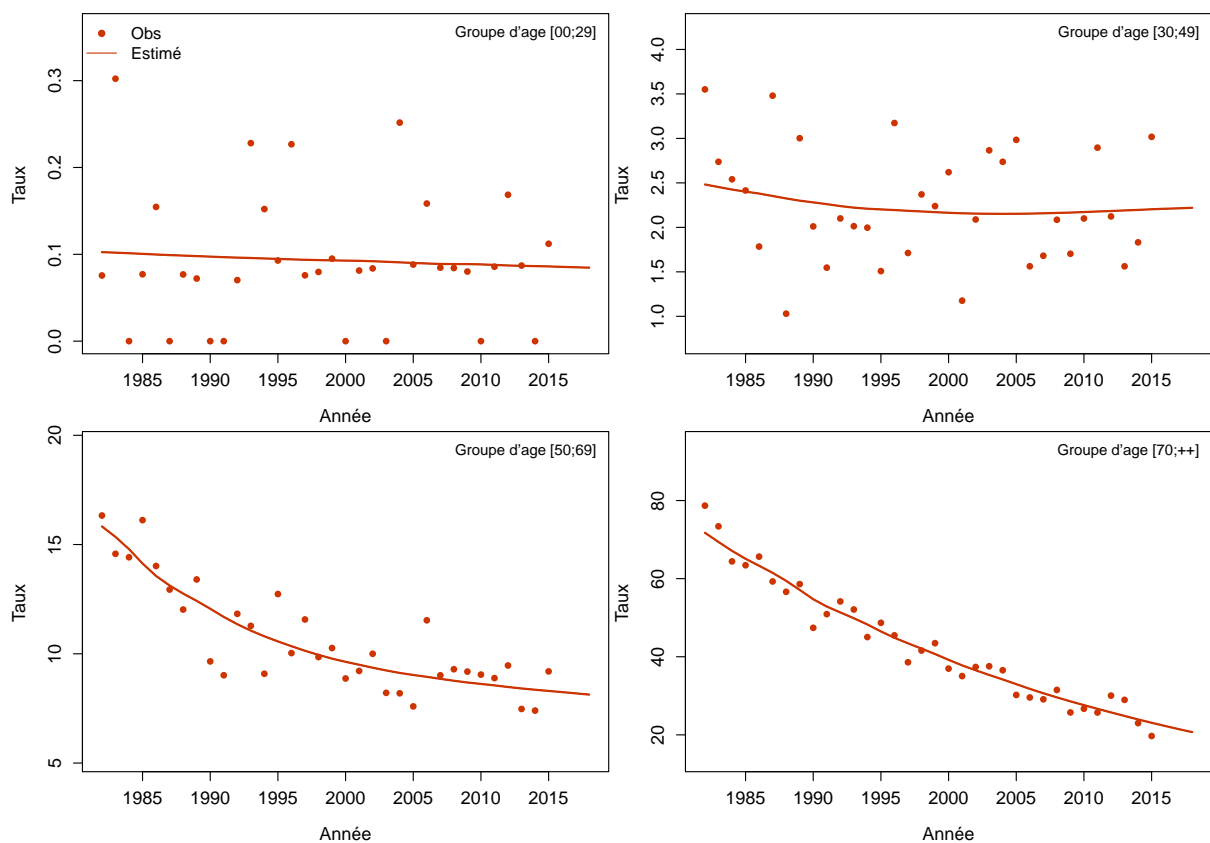 Obs
Estimé
Groupe d'age [00;29]
Taux
0.0
0.1
0.2
0.3
1985 1990 1995 2000 2005 2010 2015
Année
Groupe d'age [30;49]
Taux
1.0
1.5
2.0
2.5
3.0
3.5
4.0
1985 1990 1995 2000 2005 2010 2015
Année
Groupe d'age [50;69]
Taux
5
10
15
20
1985 1990 1995 2000 2005 2010 2015
Année
Groupe d'age [70;++]
Taux
20
40
60
80
1985 1990 1995 2000 2005 2010 2015
Année